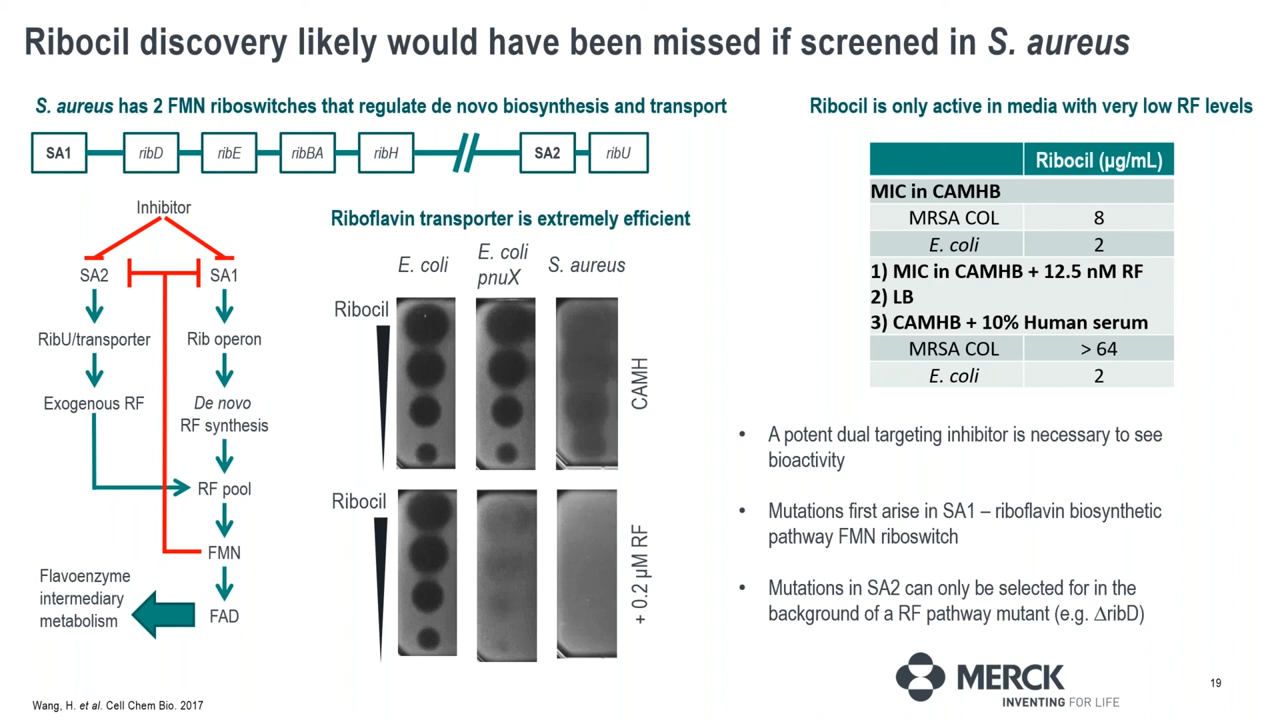 Ribocil discovery likely would have been missed if screened in S. aureus
S. aureus has 2 FMN riboswitches that regulate de novo biosynthesis and transport
SA1 ribD ribE ribBA ribH SA2 ribU
Inhibitor
SA2 SA1
RibU/transporter Rib operon
Exogenous RF De novo
RF synthesis
RF pool
FMN
Flavoenzyme
intermediary
metabolism
FAD
Riboflavin transporter is extremely efficient
E. coli E. coli
pnuX S. aureus
Ribocil
CAMH
Ribocil
+ 0.2 µM RF
Ribocil is only active in media with very low RF levels
Ribocil (µg/mL)
MIC in CAMHB
MRSA COL 8
E. coli 2
1) MIC in CAMHB + 12.5 nM RF
2) LB
3) CAMHB + 10% Human serum
MRSA COL > 64
E. coli 2
• A potent dual targeting inhibitor is necessary to see
bioactivity
• Mutations first arise in SA1 – riboflavin biosynthetic
pathway FMN riboswitch
• Mutations in SA2 can only be selected for in the
background of a RF pathway mutant (e.g. ΔribD)
MERCK
INVENTING FOR LIFE
19
Wang, H. et al. Cell Chem Bio. 2017